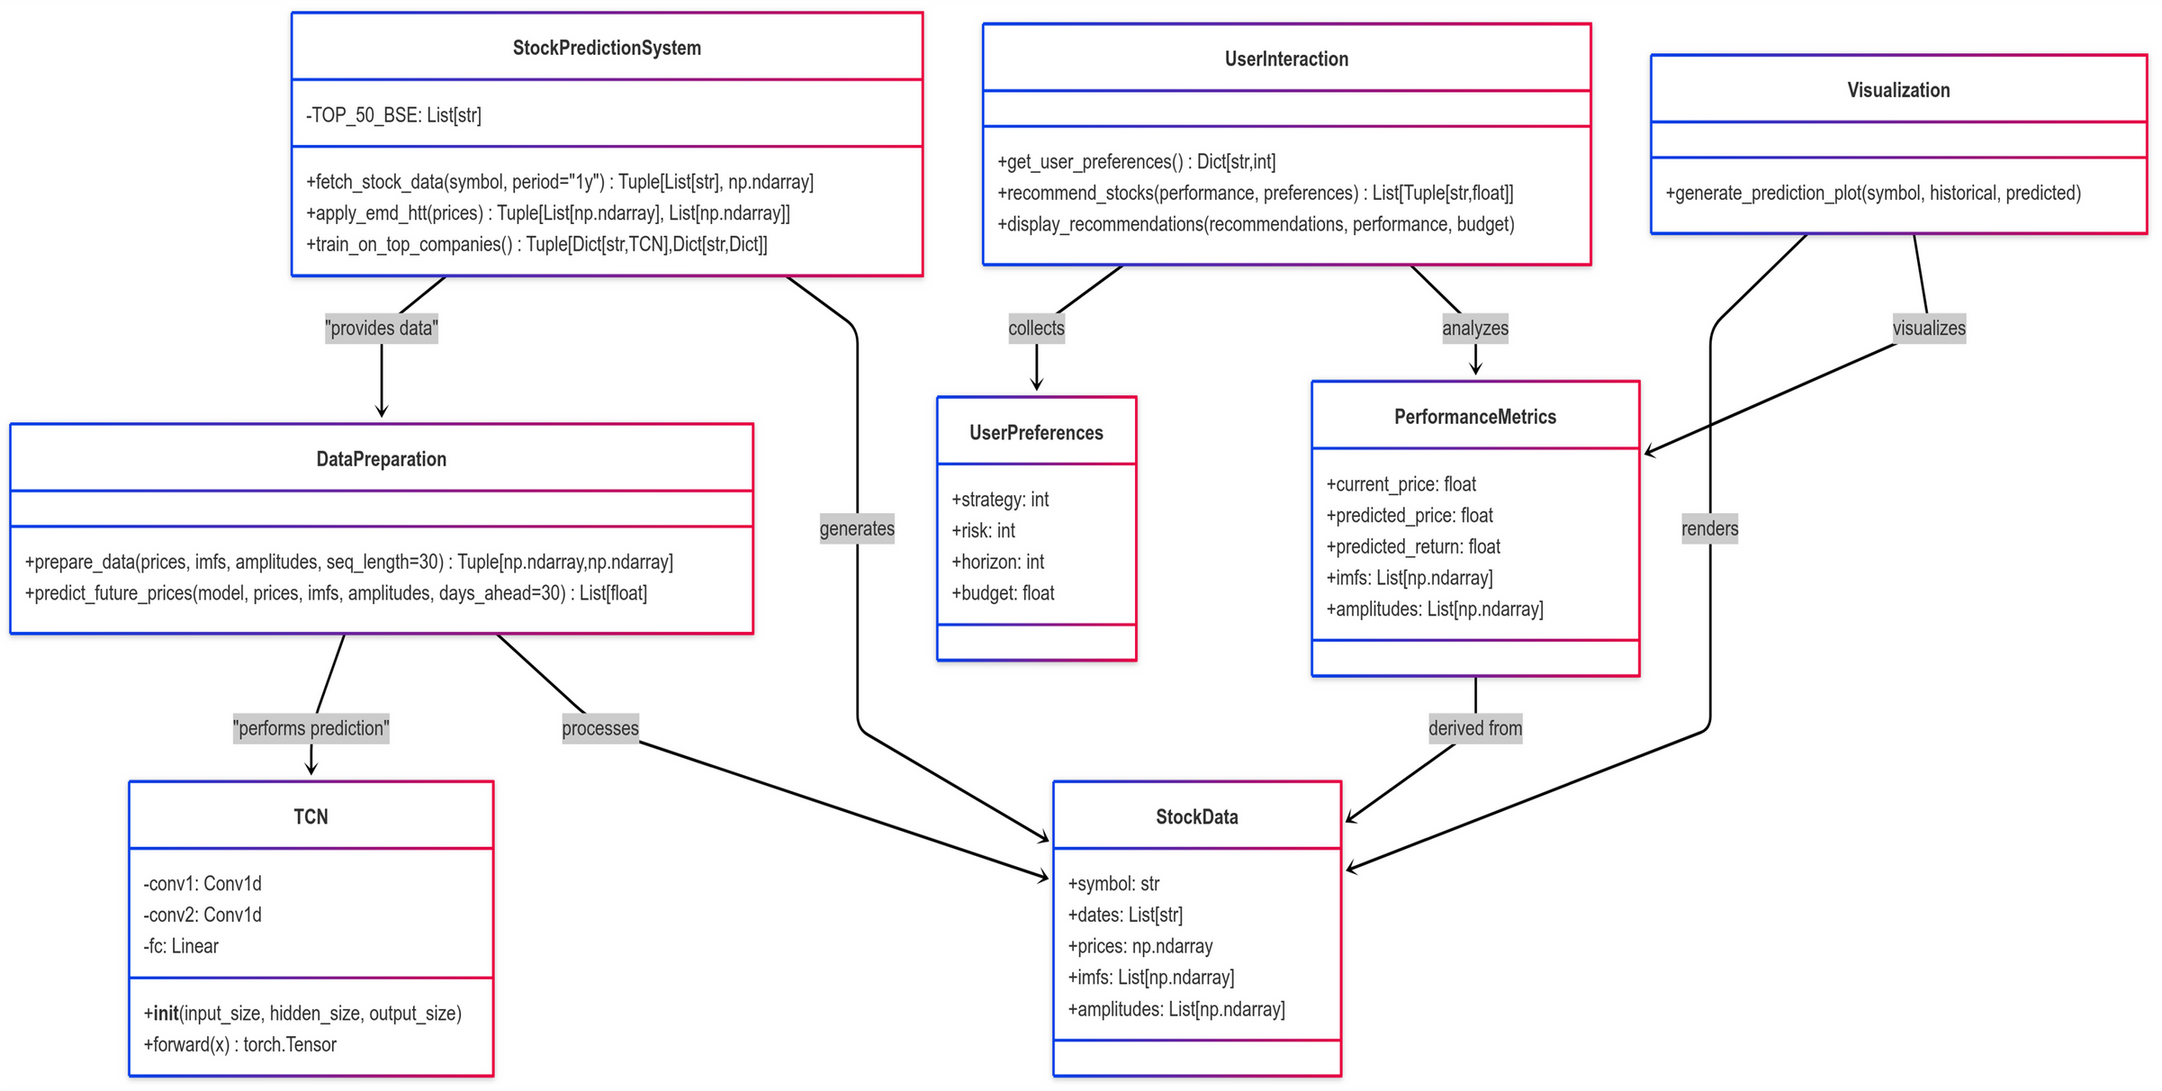 StockPredictionSystem
-TOP_50_BSE: List[str]
+fetch_stock_data(symbol, period="1y") : Tuple[List[str], np.ndarray]
+apply_emd_htt(prices) : Tuple[List[np.ndarray], List[np.ndarray]]
+train_on_top_companies() : Tuple[Dict[str,TCN],Dict[str,Dict]]
UserInteraction
+get_user_preferences() : Dict[str,int]
+recommend_stocks(performance, preferences) : List[Tuple[str,float]]
+display_recommendations(recommendations, performance, budget)
Visualization
+generate_prediction_plot(symbol, historical, predicted)
"provides data"
collects
analyzes
visualizes
DataPreparation
+prepare_data(prices, imfs, amplitudes, seq_length=30) : Tuple[np.ndarray,np.ndarray]
+predict_future_prices(model, prices, imfs, amplitudes, days_ahead=30) : List[float]
generates
UserPreferences
+strategy: int
+risk: int
+horizon: int
+budget: float
PerformanceMetrics
+current_price: float
+predicted_price: float
+predicted_return: float
+imfs: List[np.ndarray]
+amplitudes: List[np.ndarray]
renders
"performs prediction"
processes
derived from
TCN
-conv1: Conv1d
-conv2: Conv1d
-fc: Linear
+init(input_size, hidden_size, output_size)
+forward(x) : torch.Tensor
StockData
+symbol: str
+dates: List[str]
+prices: np.ndarray
+imfs: List[np.ndarray]
+amplitudes: List[np.ndarray]